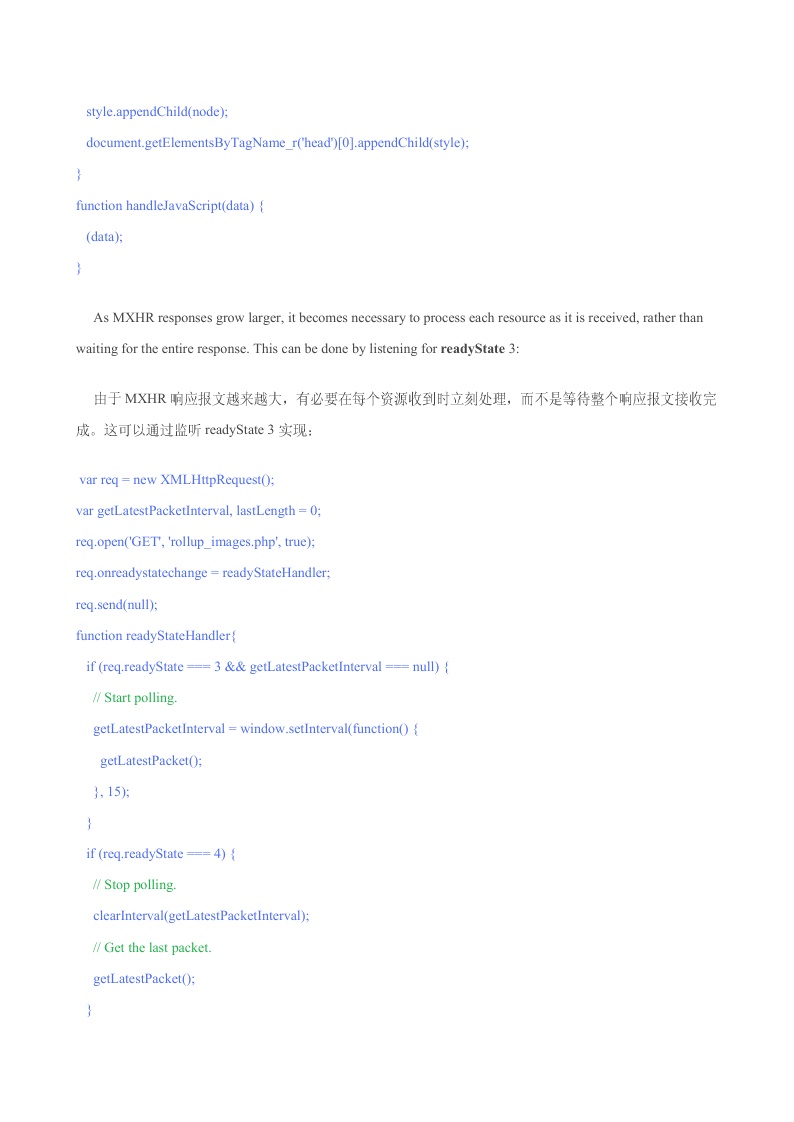 style.appendChild(node);
document.getElementsByTagName_r('head')[0].appendChild(style);
}
function handleJavaScript(data) {
(data);
}
As MXHR responses grow larger, it becomes necessary to process each resource as it is received, rather than
waiting for the entire response. This can be done by listening for readyState 3:
由于 MXHR 响应报文越来越大，有必要在每个资源收到时立刻处理，而不是等待整个响应报文接收完
成。这可以通过监听 readyState 3 实现：
var req = new XMLHttpRequest();
var getLatestPacketInterval, lastLength = 0;
req.open('GET', 'rollup_images.php', true);
req.onreadystatechange = readyStateHandler;
req.send(null);
function readyStateHandler{
if (req.readyState === 3 && getLatestPacketInterval === null) {
// Start polling.
getLatestPacketInterval = window.setInterval(function() {
getLatestPacket();
}, 15);
}
if (req.readyState === 4) {
// Stop polling.
clearInterval(getLatestPacketInterval);
// Get the last packet.
getLatestPacket();
}